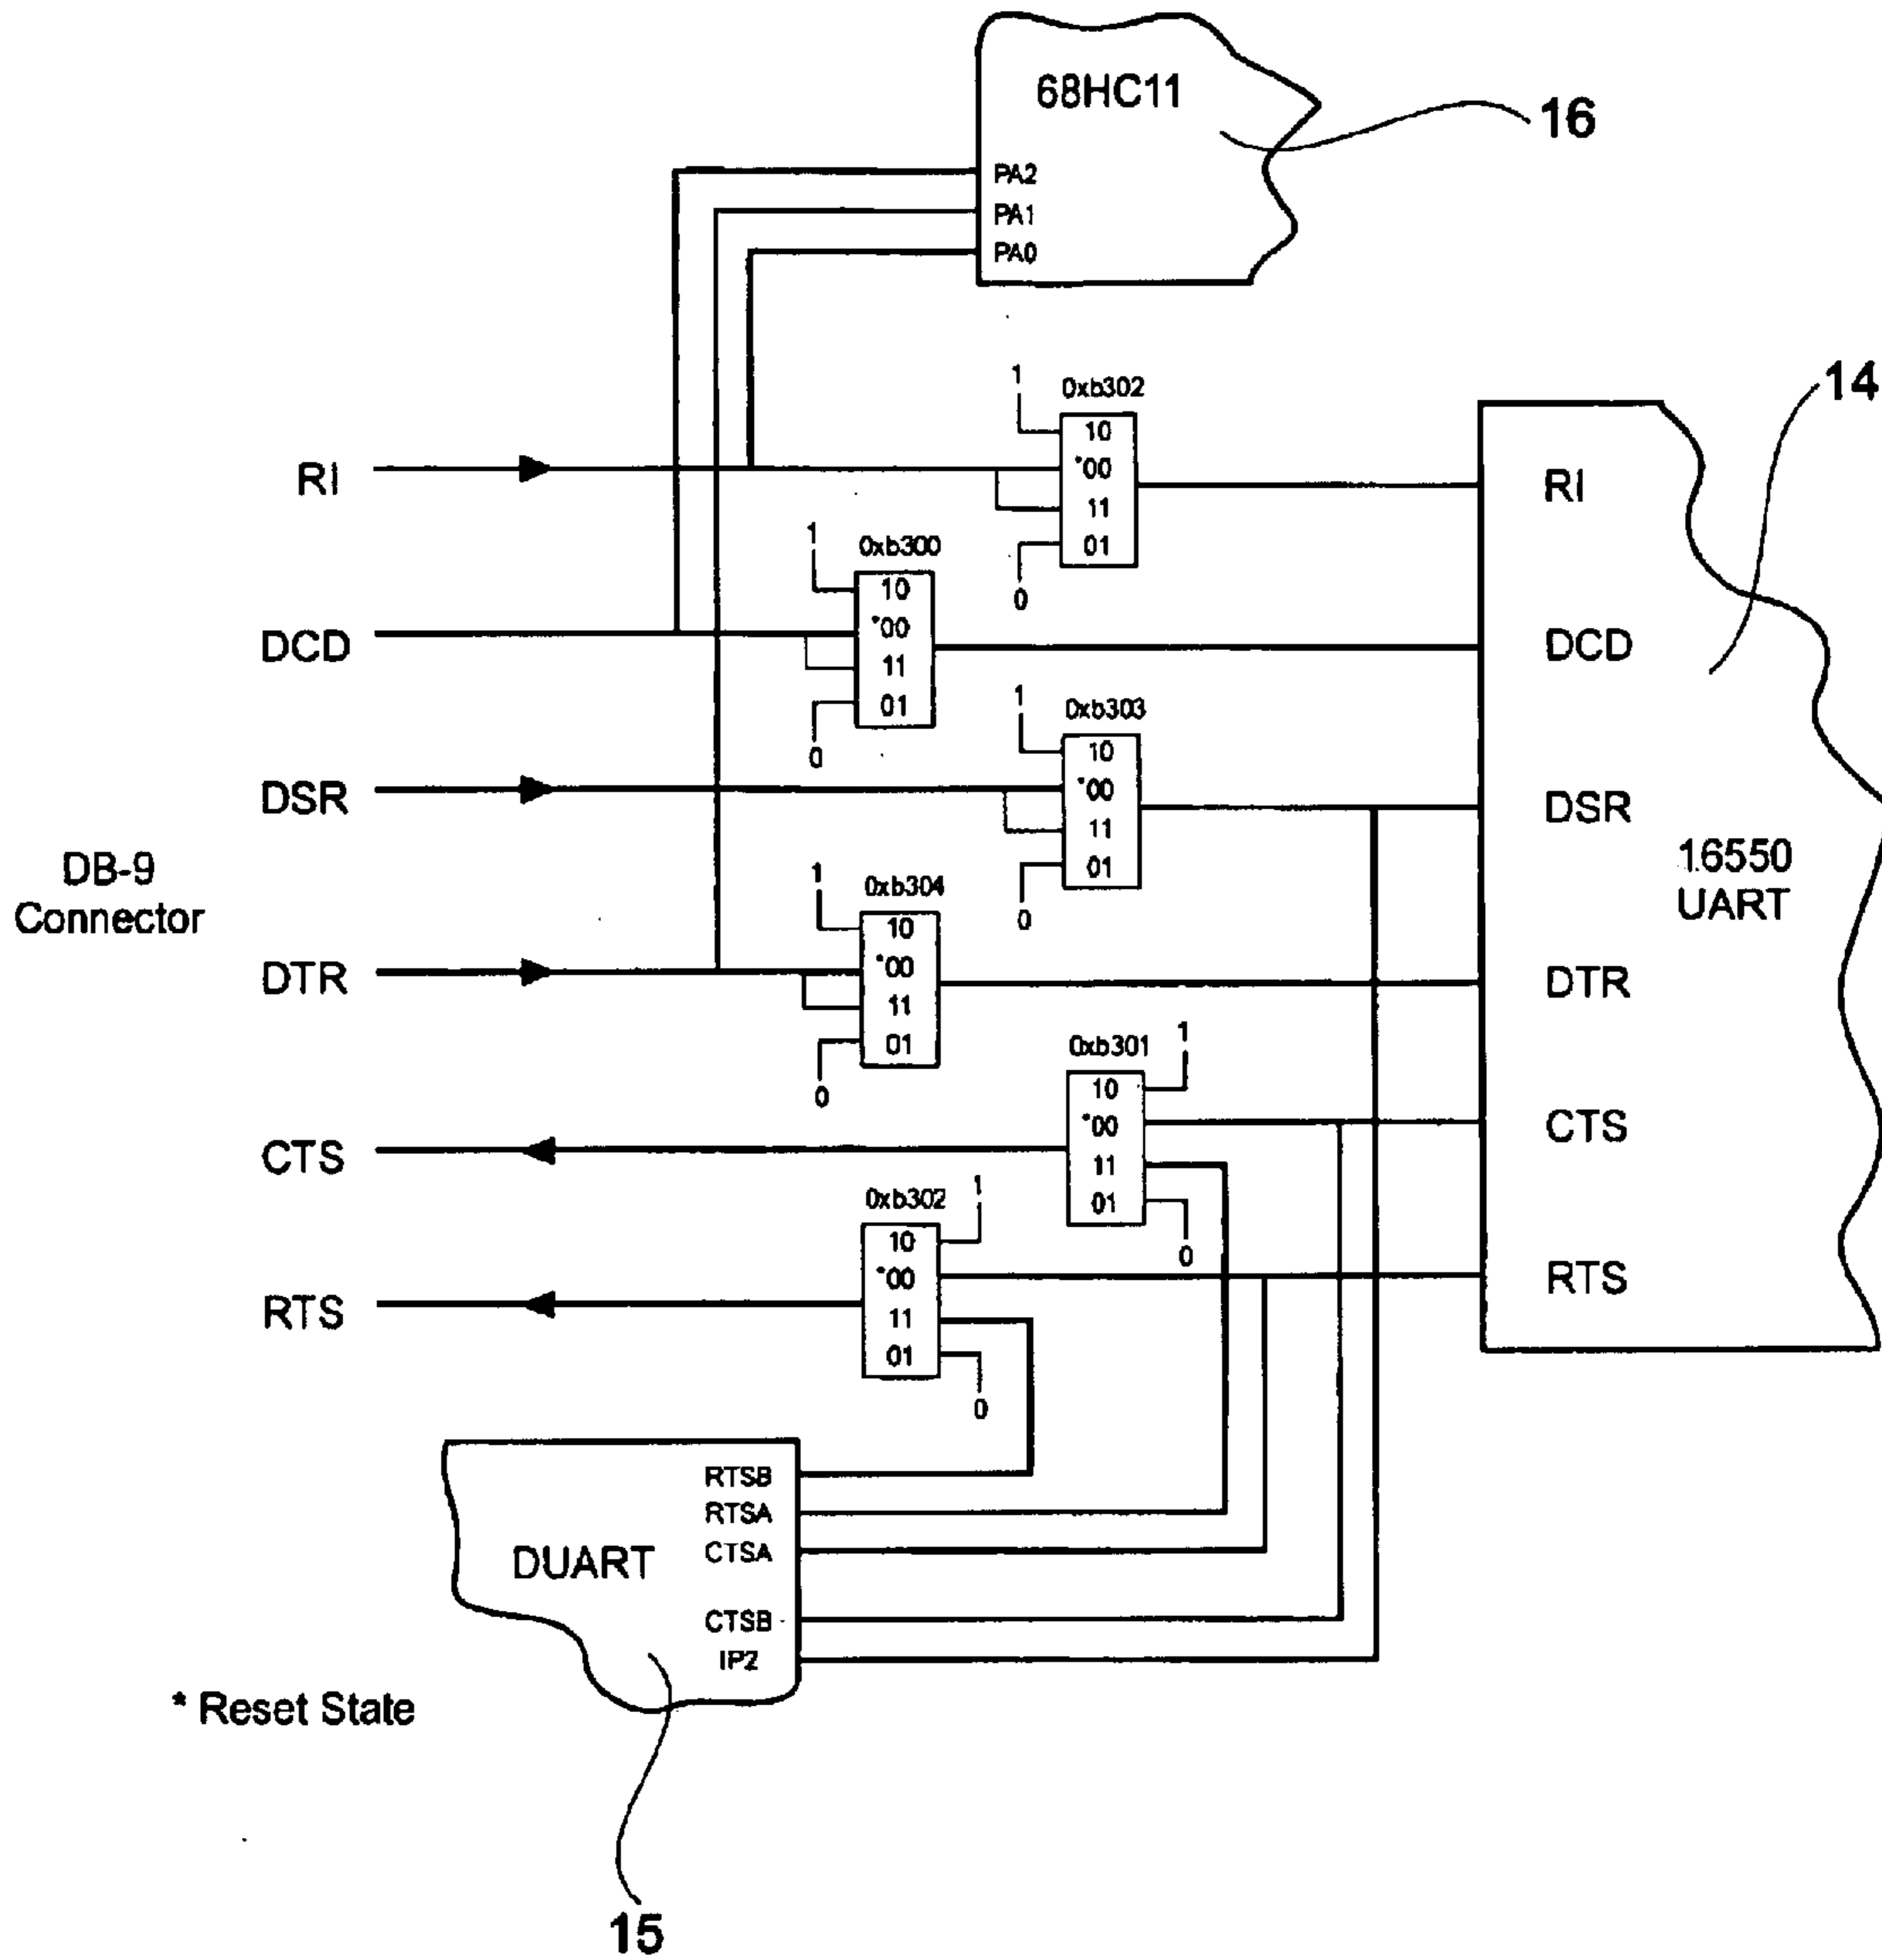 68HC11
16
PA2
PA1
PA0
14
1
0xb302
10
*00
11
01
0
RI
RI
1
0xb300
10
*00
11
01
0
DCD
DCD
1
0xb303
10
*00
11
01
0
DSR
DSR
DB-9
Connector
16550
UART
1
0xb304
10
*00
11
01
0
DTR
DTR
0xb301
1
10
*00
11
01
0
CTS
CTS
0xb302
1
10
*00
11
01
0
RTS
RTS
RTSB
RTSA
CTSA
CTSB
IP2
DUART
* Reset State
15